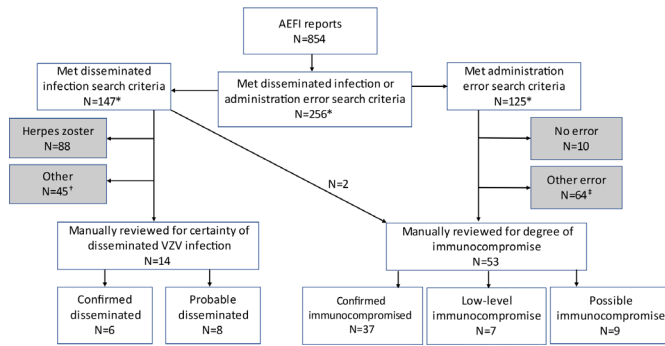 AEFI reports
N=854
Met disseminated
infection search criteria
N=147*
Met disseminated infection or
administration error search criteria
N=256*
Met administration
error search criteria
N=125*
Herpes zoster
N=88
No error
N=10
Other
N=45†
N=2
Other error
N=64‡
Manually reviewed for certainty of
disseminated VZV infection
N=14
Manually reviewed for degree of
immunocompromise
N=53
Confirmed
disseminated
N=6
Probable
disseminated
N=8
Confirmed
immunocompromised
N=37
Low-level
immunocompromise
N=7
Possible
immunocompromise
N=9